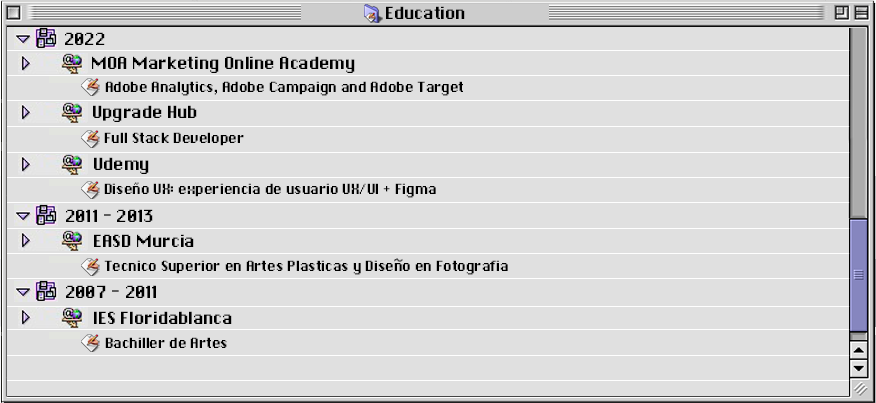 Education
2022
MOA Marketing Online Academy
Adobe Analytics, Adobe Campaign and Adobe Target
Upgrade Hub
Full Stack Developer
Udemy
Diseño UX: experiencia de usuario UX/UI + Figma
2011 - 2013
EASD Murcia
Tecnico Superior en Artes Plasticas y Diseño en Fotografia
2007 - 2011
IES Floridablanca
Bachiller de Artes